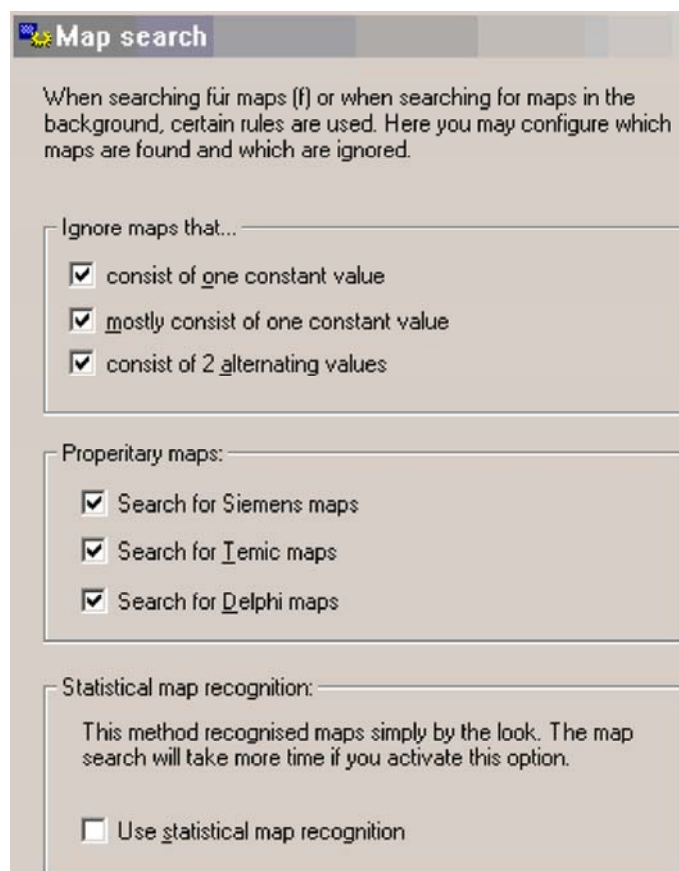 Map search
When searching für maps (f) or when searching for maps in the
background, certain rules are used. Here you may configure which
maps are found and which are ignored.
Ignore maps that...
consist of one constant value
mostly consist of one constant value
consist of 2 alternating values
Properitary maps:
Search for Siemens maps
Search for Temic maps
Search for Delphi maps
Statistical map recognition:
This method recognised maps simply by the look. The map
search will take more time if you activate this option.
Use statistical map recognition